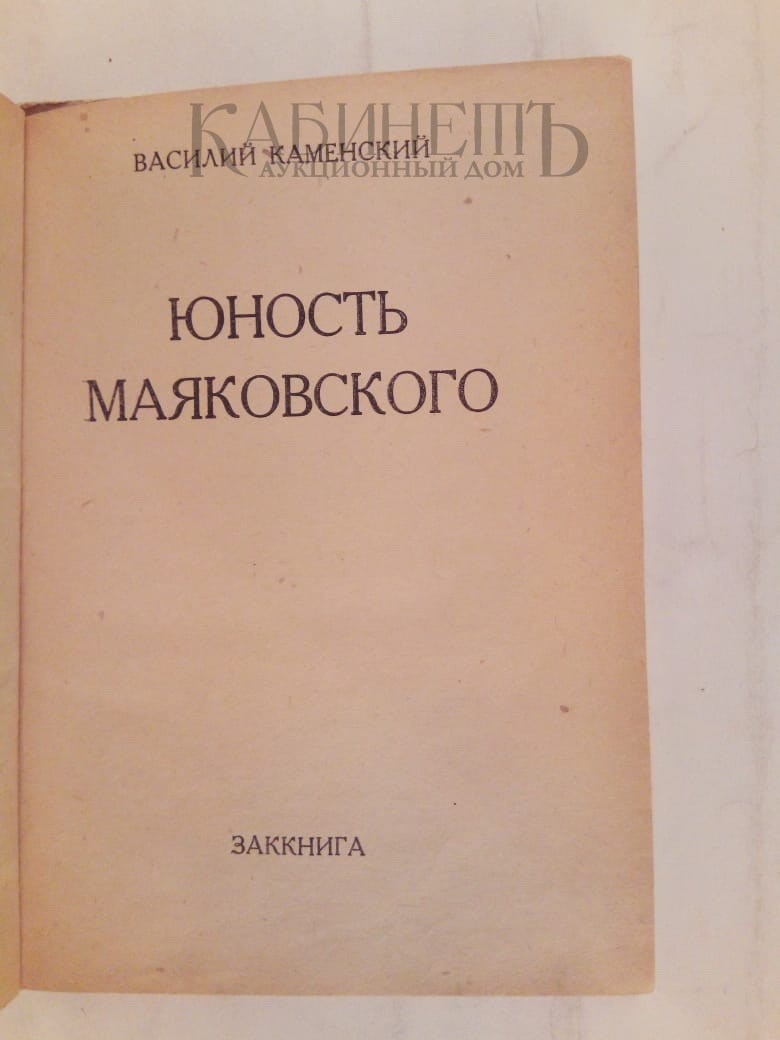 КАБИНЕТЪ
АУКЦИОННЫЙ ДОМ
ВАСИЛИЙ КАМЕНСКИЙ
ЮНОСТЬ
МАЯКОВСКОГО
ЗАККНИГА